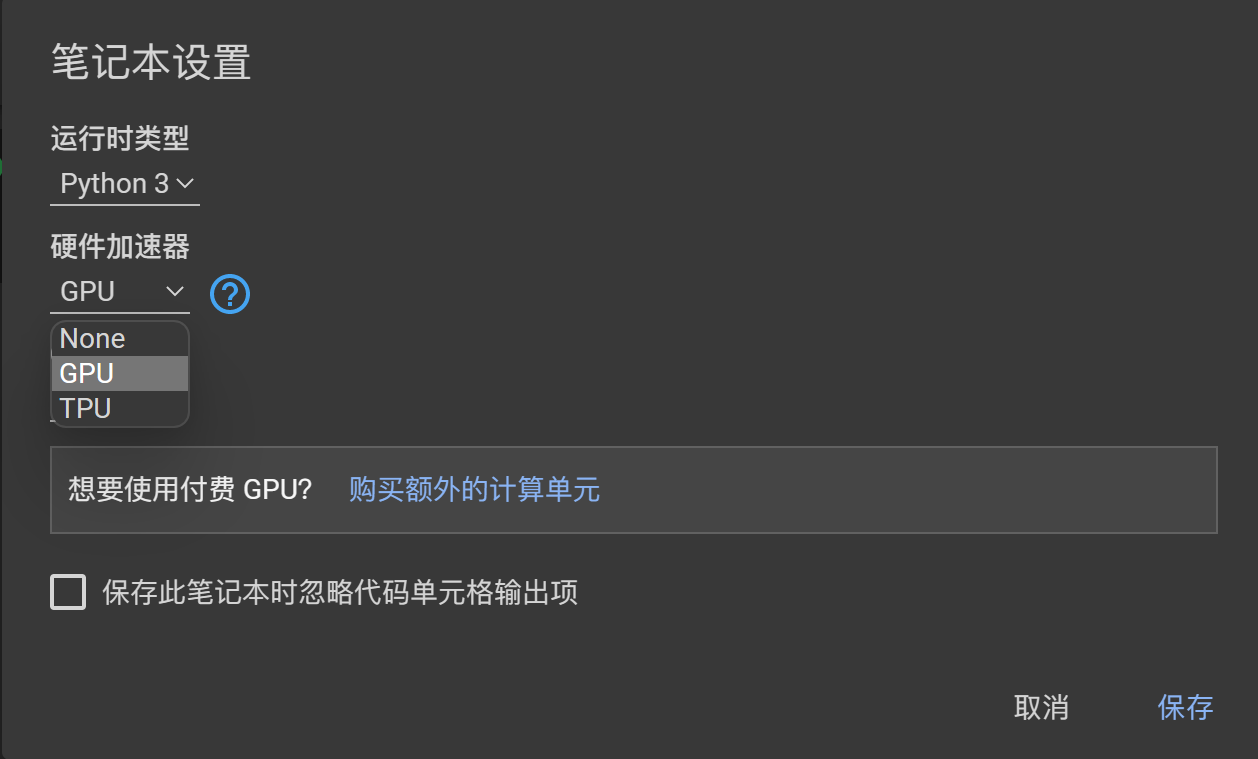 笔记本设置
运行时类型
Python 3
硬件加速器
GPU
None
GPU
TPU
想要使用付费 GPU? 购买额外的计算单元
保存此笔记本时忽略代码单元格输出项
取消 保存